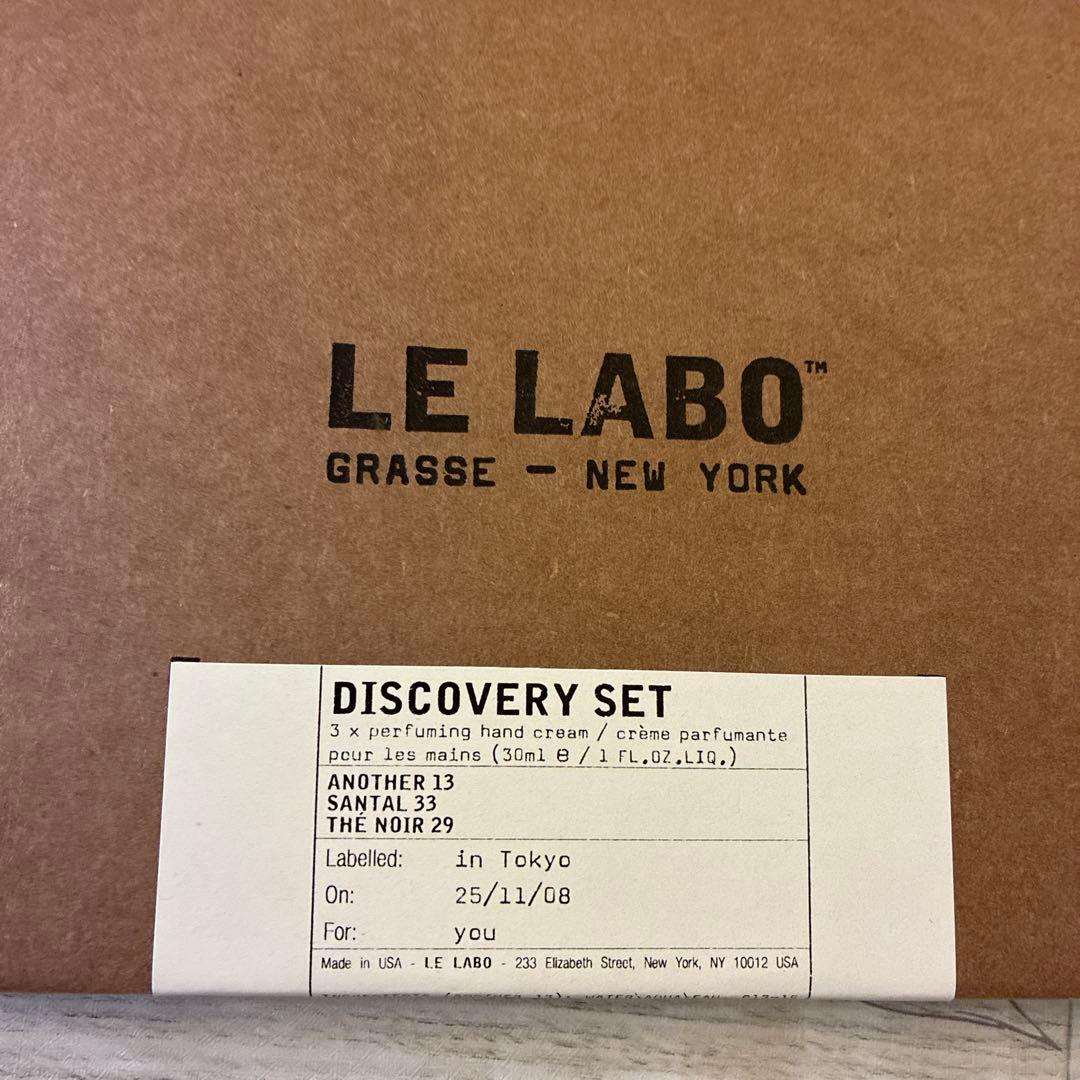 LE LABO™
GRASSE — NEW YORK
DISCOVERY SET
3 x perfuming hand cream / crème parfumante
pour les mains (30ml ℮ / 1 FL.OZ.LIQ.)
ANOTHER 13
SANTAL 33
THÉ NOIR 29
Labelled: in Tokyo
On: 25/11/08
For: you
Made in USA - LE LABO - 233 Elizabeth Street, New York, NY 10012 USA